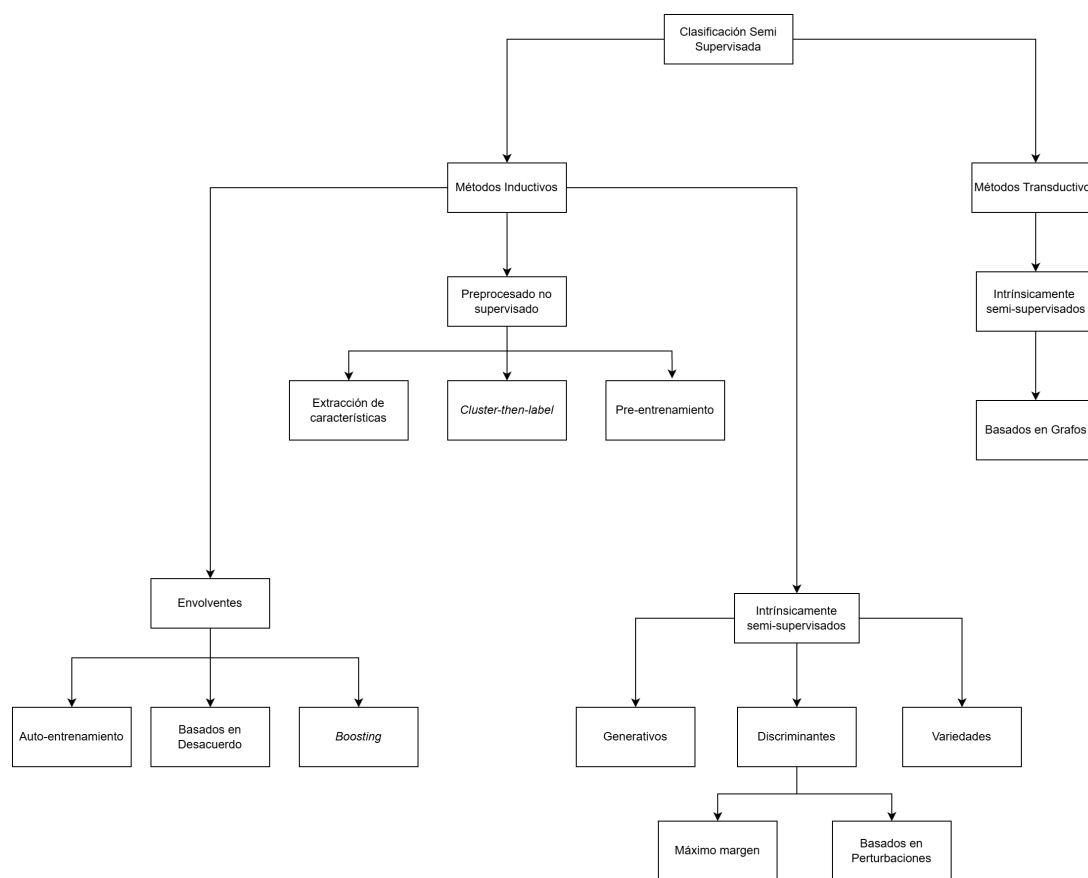 Clasificación Semi
Supervisada
Métodos Inductivos
Métodos Transductivo
Preprocesado no
supervisado
Intrínsicamente
semi-supervisados
Extracción de
características
Cluster-then-label
Pre-entrenamiento
Basados en Grafos
Envolventes
Intrínsicamente
semi-supervisados
Auto-entrenamiento
Basados en
Desacuerdo
Boosting
Generativos
Discriminantes
Variedades
Máximo margen
Basados en
Perturbaciones